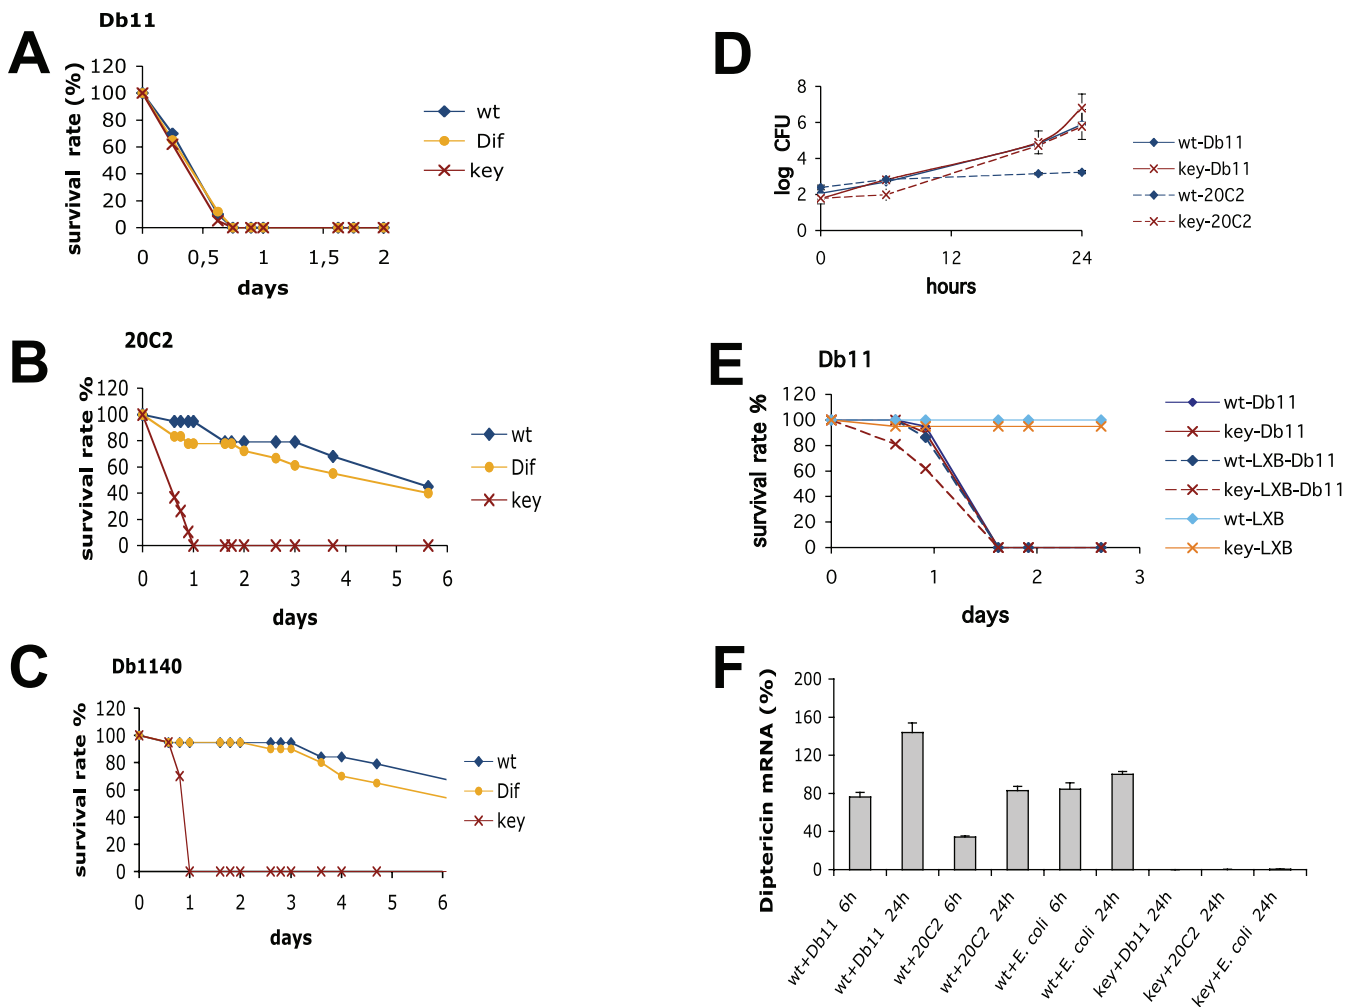 Db11
A
survival rate (%)
120
100
80
60
40
20
0
0
0,5
1
1,5
2
days
wt
Dif
key
20C2
B
survival rate %
120
100
80
60
40
20
0
0
1
2
3
4
5
6
days
wt
Dif
key
C
Db1140
survival rate %
120
100
80
60
40
20
0
0
1
2
3
4
5
6
days
wt
Dif
key
D
log CFU
8
6
4
2
0
0
12
24
hours
wt-Db11
key-Db11
wt-20C2
key-20C2
E
Db11
survival rate %
120
100
80
60
40
20
0
0
1
2
3
days
wt-Db11
key-Db11
wt-LXB-Db11
key-LXB-Db11
wt-LXB
key-LXB
F
Diptericin mRNA (%)
200
160
120
80
40
0
wt+Db11 6h
wt+Db11 24h
wt+20C2 6h
wt+20C2 24h
wt+E. coli 6h
wt+E. coli 24h
key+Db11 24h
key+20C2 24h
key+E. coli 24h